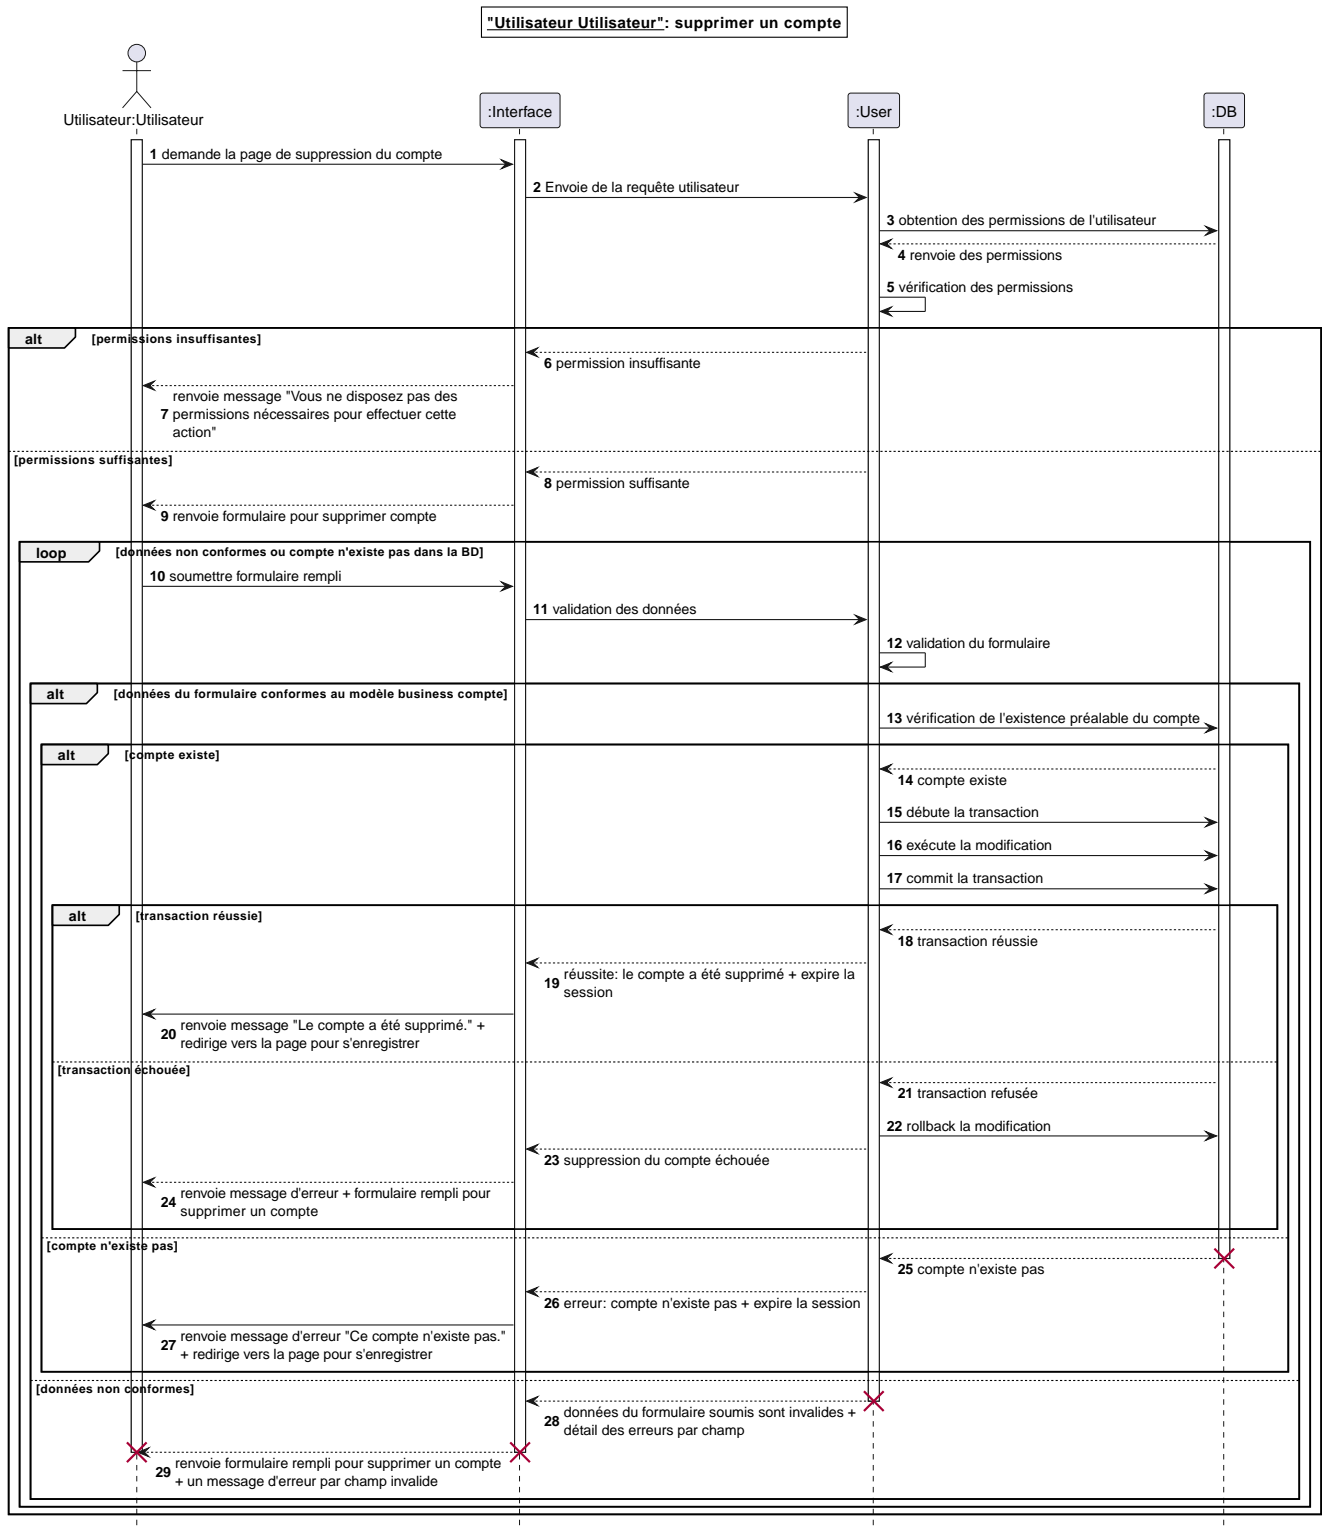 "Utilisateur Utilisateur": supprimer un compte
Utilisateur:Utilisateur
:Interface
:User
:DB
1 demande la page de suppression du compte
2 Envoie de la requête utilisateur
3 obtention des permissions de l'utilisateur
4 renvoie des permissions
5 vérification des permissions
alt [permissions insuffisantes]
6 permission insuffisante
renvoie message "Vous ne disposez pas des
7 permissions nécessaires pour effectuer cette
action"
[permissions suffisantes]
8 permission suffisante
9 renvoie formulaire pour supprimer compte
loop [données non conformes ou compte n'existe pas dans la BD]
10 soumettre formulaire rempli
11 validation des données
12 validation du formulaire
alt [données du formulaire conformes au modèle business compte]
13 vérification de l'existence préalable du compte
alt [compte existe]
14 compte existe
15 débute la transaction
16 exécute la modification
17 commit la transaction
alt [transaction réussie]
18 transaction réussie
19 réussite: le compte a été supprimé + expire la
session
20 renvoie message "Le compte a été supprimé." +
redirige vers la page pour s'enregistrer
[transaction échouée]
21 transaction refusée
22 rollback la modification
23 suppression du compte échouée
24 renvoie message d'erreur + formulaire rempli pour
supprimer un compte
[compte n'existe pas]
25 compte n'existe pas
26 erreur: compte n'existe pas + expire la session
27 renvoie message d'erreur "Ce compte n'existe pas."
+ redirige vers la page pour s'enregistrer
[données non conformes]
28 données du formulaire soumis sont invalides +
détail des erreurs par champ
29 renvoie formulaire rempli pour supprimer un compte
+ un message d'erreur par champ invalide